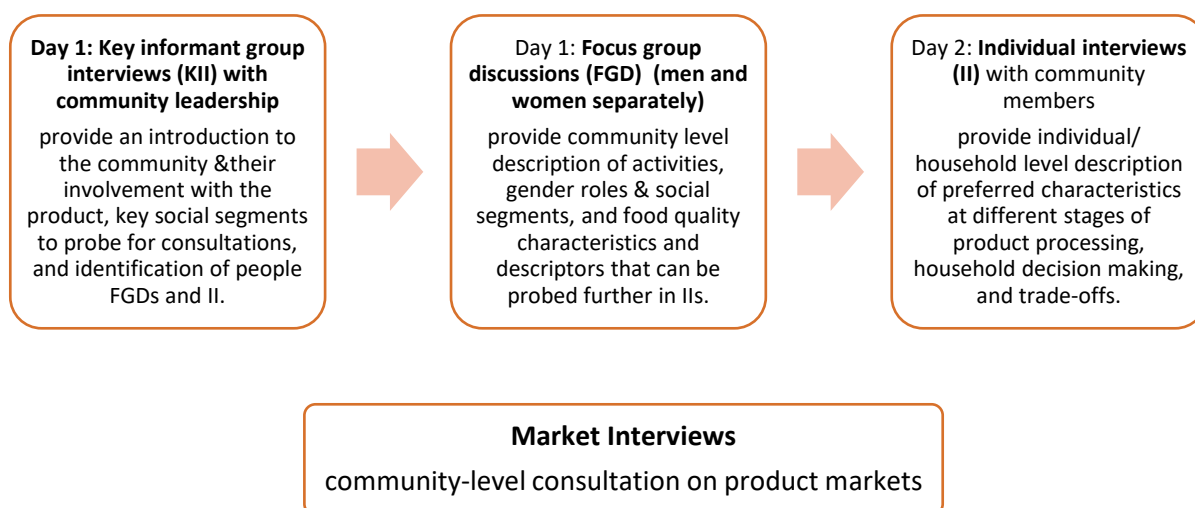 Day 1: Key informant group
interviews (KII) with
community leadership
provide an introduction to
the community &their
involvement with the
product, key social segments
to probe for consultations,
and identification of people
FGDs and II.
Day 1: Focus group
discussions (FGD)  (men and
women separately)
provide community level
description of activities,
gender roles & social
segments, and food quality
characteristics and
descriptors that can be
probed further in IIs.
Day 2: Individual interviews
(II) with community
members
provide individual/
household level description
of preferred characteristics
at different stages of
product processing,
household decision making,
and trade-offs.
Market Interviews
community-level consultation on product markets